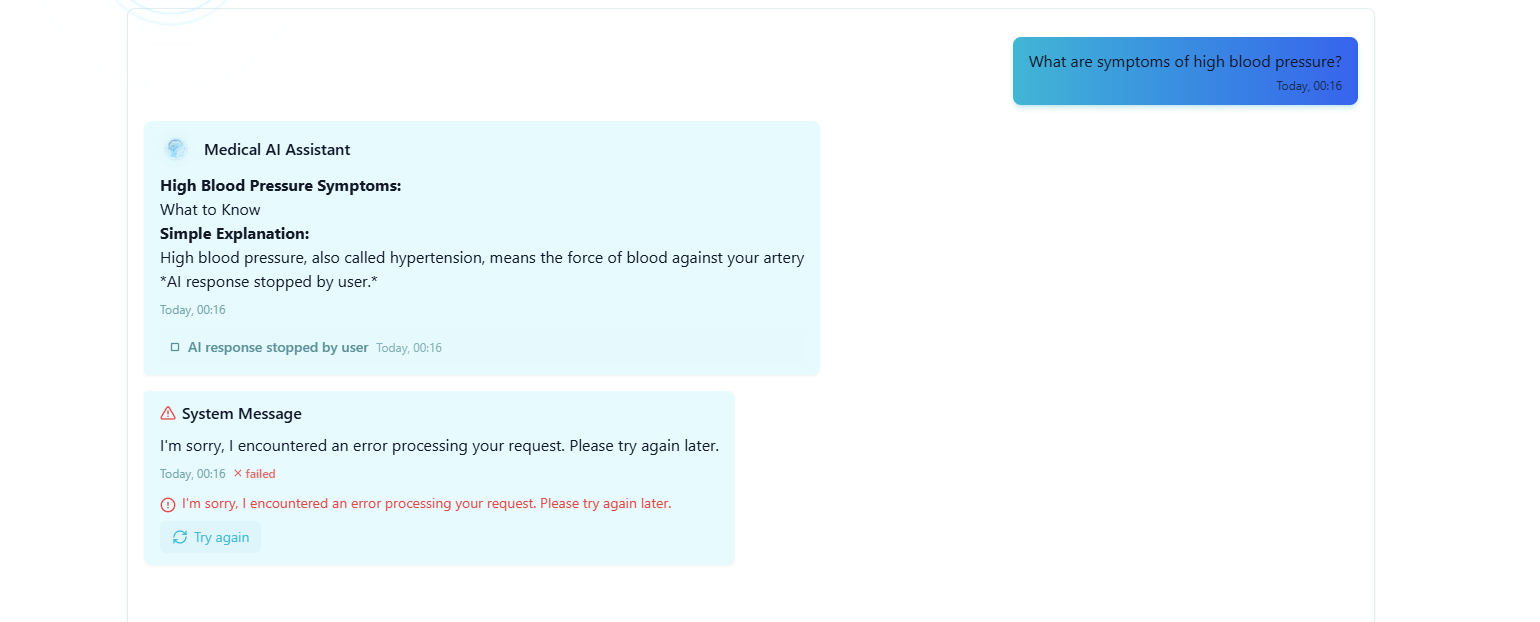 What are symptoms of high blood pressure?
Today, 00:16
Medical AI Assistant
High Blood Pressure Symptoms:
What to Know
Simple Explanation:
High blood pressure, also called hypertension, means the force of blood against your artery
*AI response stopped by user.*
Today, 00:16
AI response stopped by user Today, 00:16
System Message
I'm sorry, I encountered an error processing your request. Please try again later.
Today, 00:16 × failed
I'm sorry, I encountered an error processing your request. Please try again later.
Try again